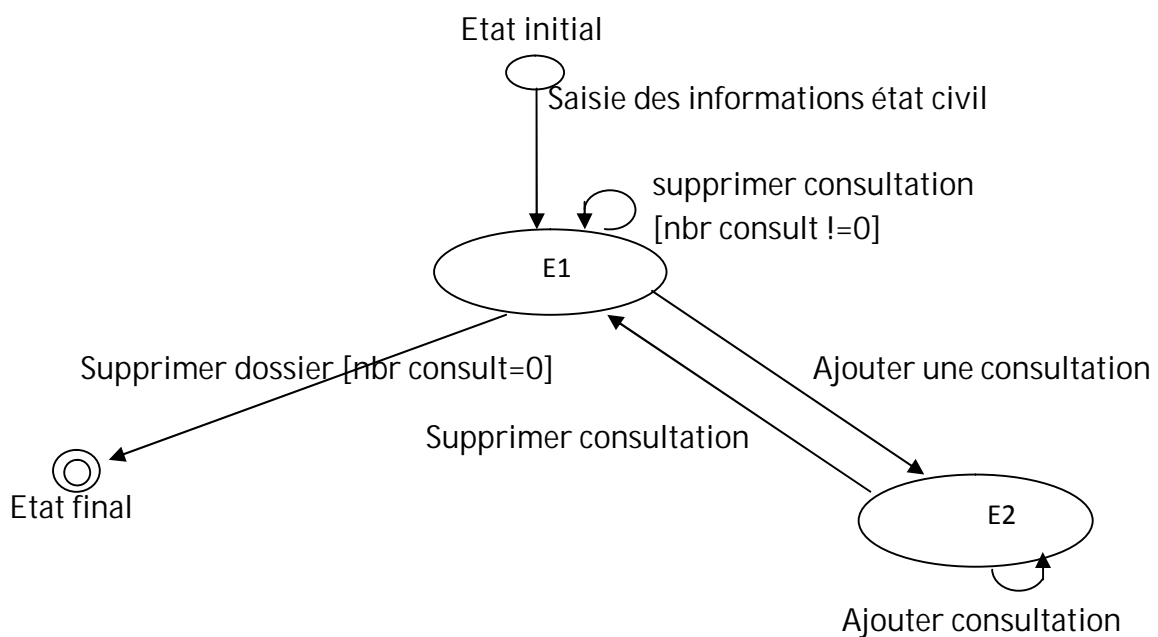 Etat initial
Saisie des informations état civil
supprimer consultation
[nbr consult !=0]
E1
Supprimer dossier [nbr consult=0]
Ajouter une consultation
Supprimer consultation
Etat final
E2
Ajouter consultation